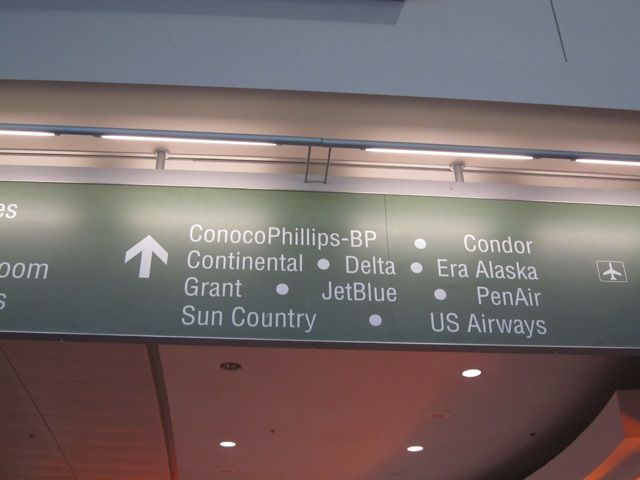 ConocoPhillips-BP • Condor
Continental • Delta • Era Alaska
Grant • JetBlue • PenAir
Sun Country • US Airways